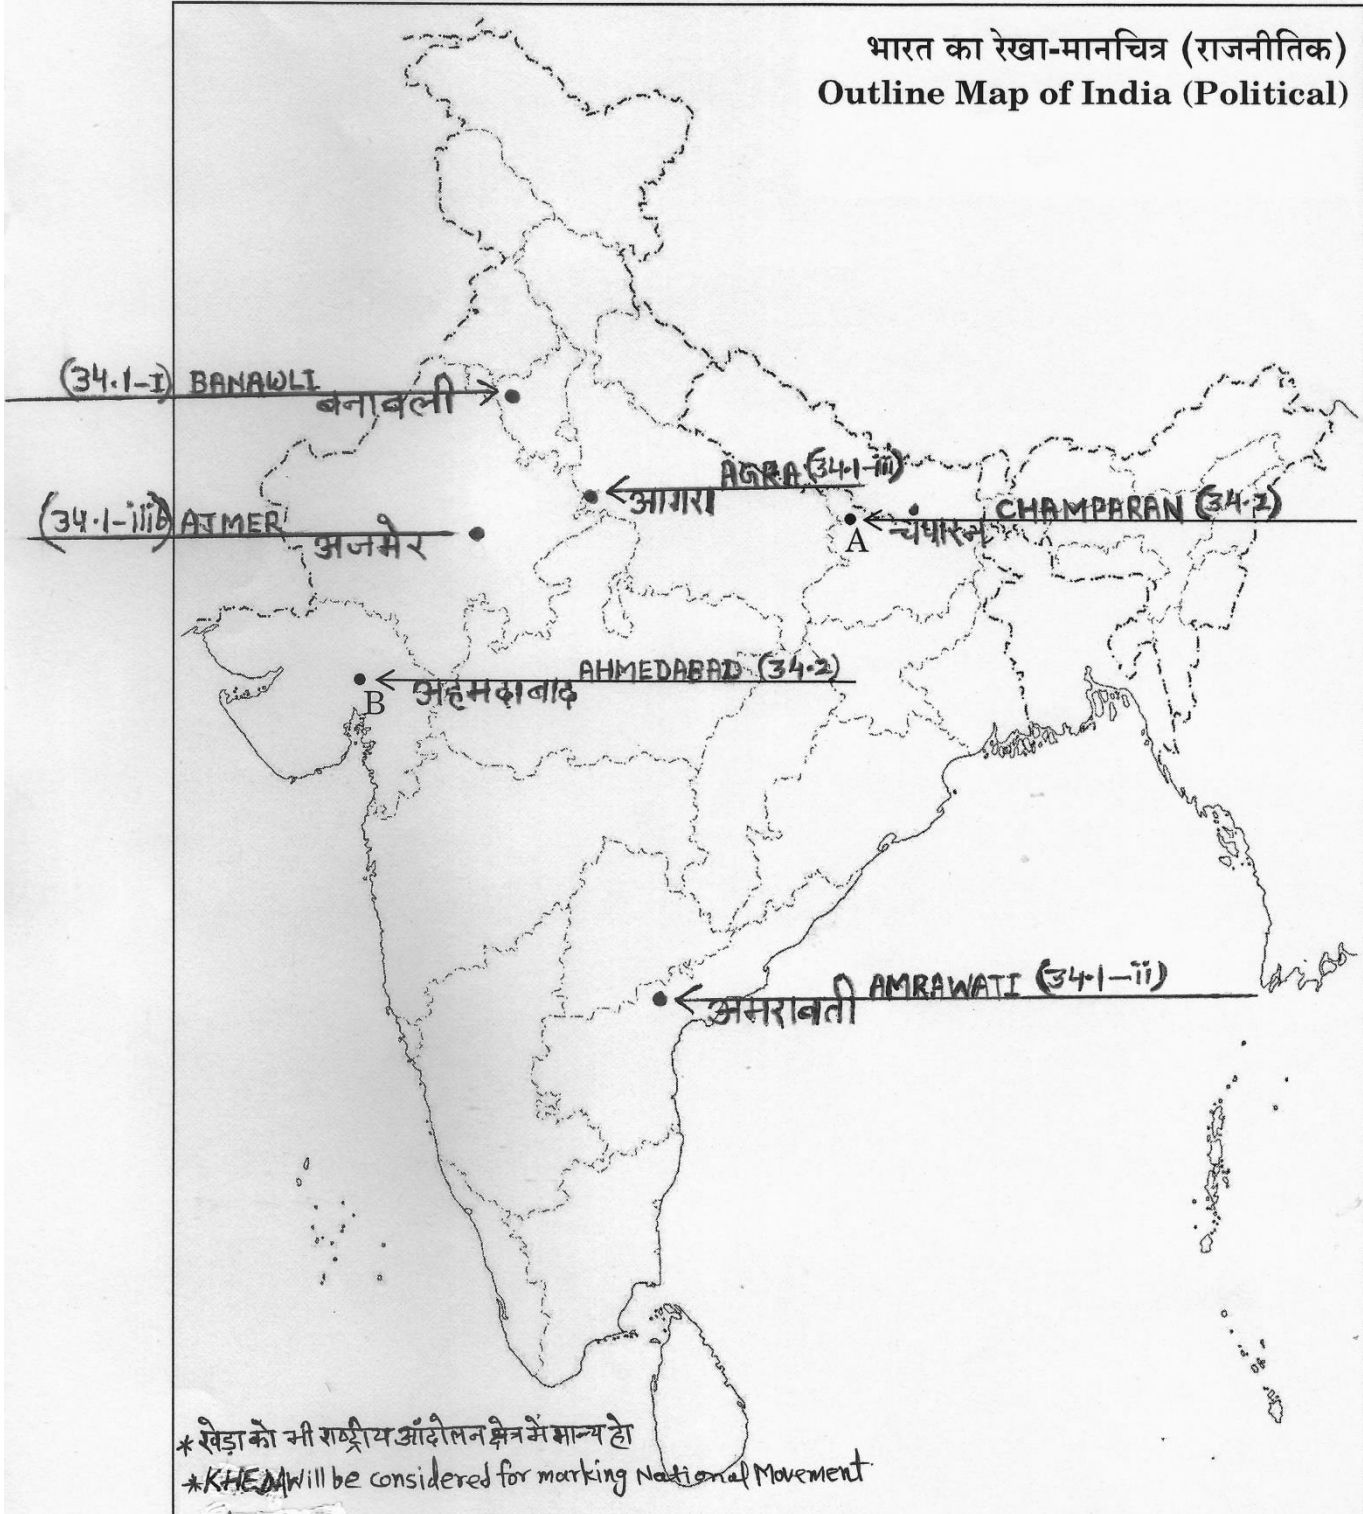 भारत का रेखा-मानचित्र (राजनीतिक)
Outline Map of India (Political)
(34.1-I) BANAWLI
बनावली
AGRA (34.1-iii)
आगरा
CHAMPARAN (34.2)
चंपारन
A
(34.1-iiib) AJMER
अजमेर
AHMEDABAD (34.2)
अहमदाबाद
B
AMRAWATI (34.1-ii)
अमरावती
* खेड़ा को भी राष्ट्रीय आंदोलन क्षेत्र में मान्य हो
* KHEDA Will be considered for marking National Movement